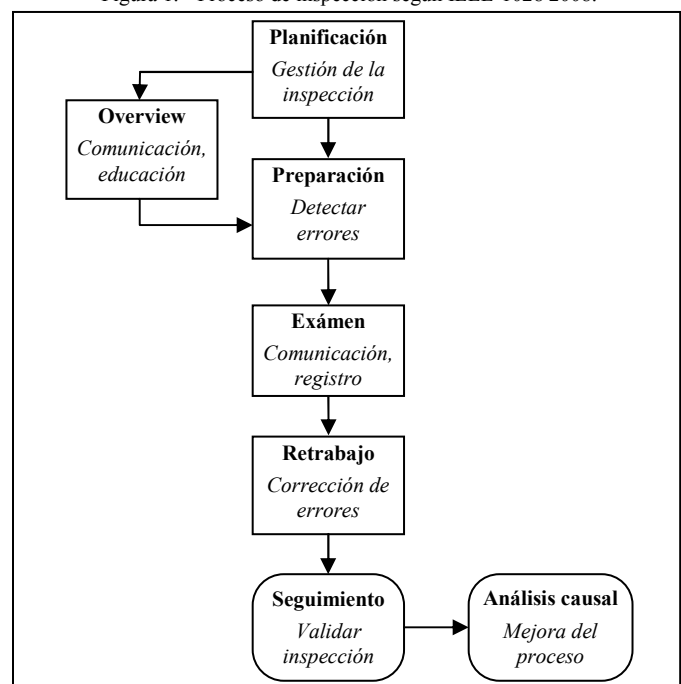 Planificación
Gestión de la
inspección
Overview
Comunicación,
educación
Preparación
Detectar
errores
Exámen
Comunicación,
registro
Retrabajo
Corrección de
errores
Seguimiento
Validar
inspección
Análisis causal
Mejora del
proceso